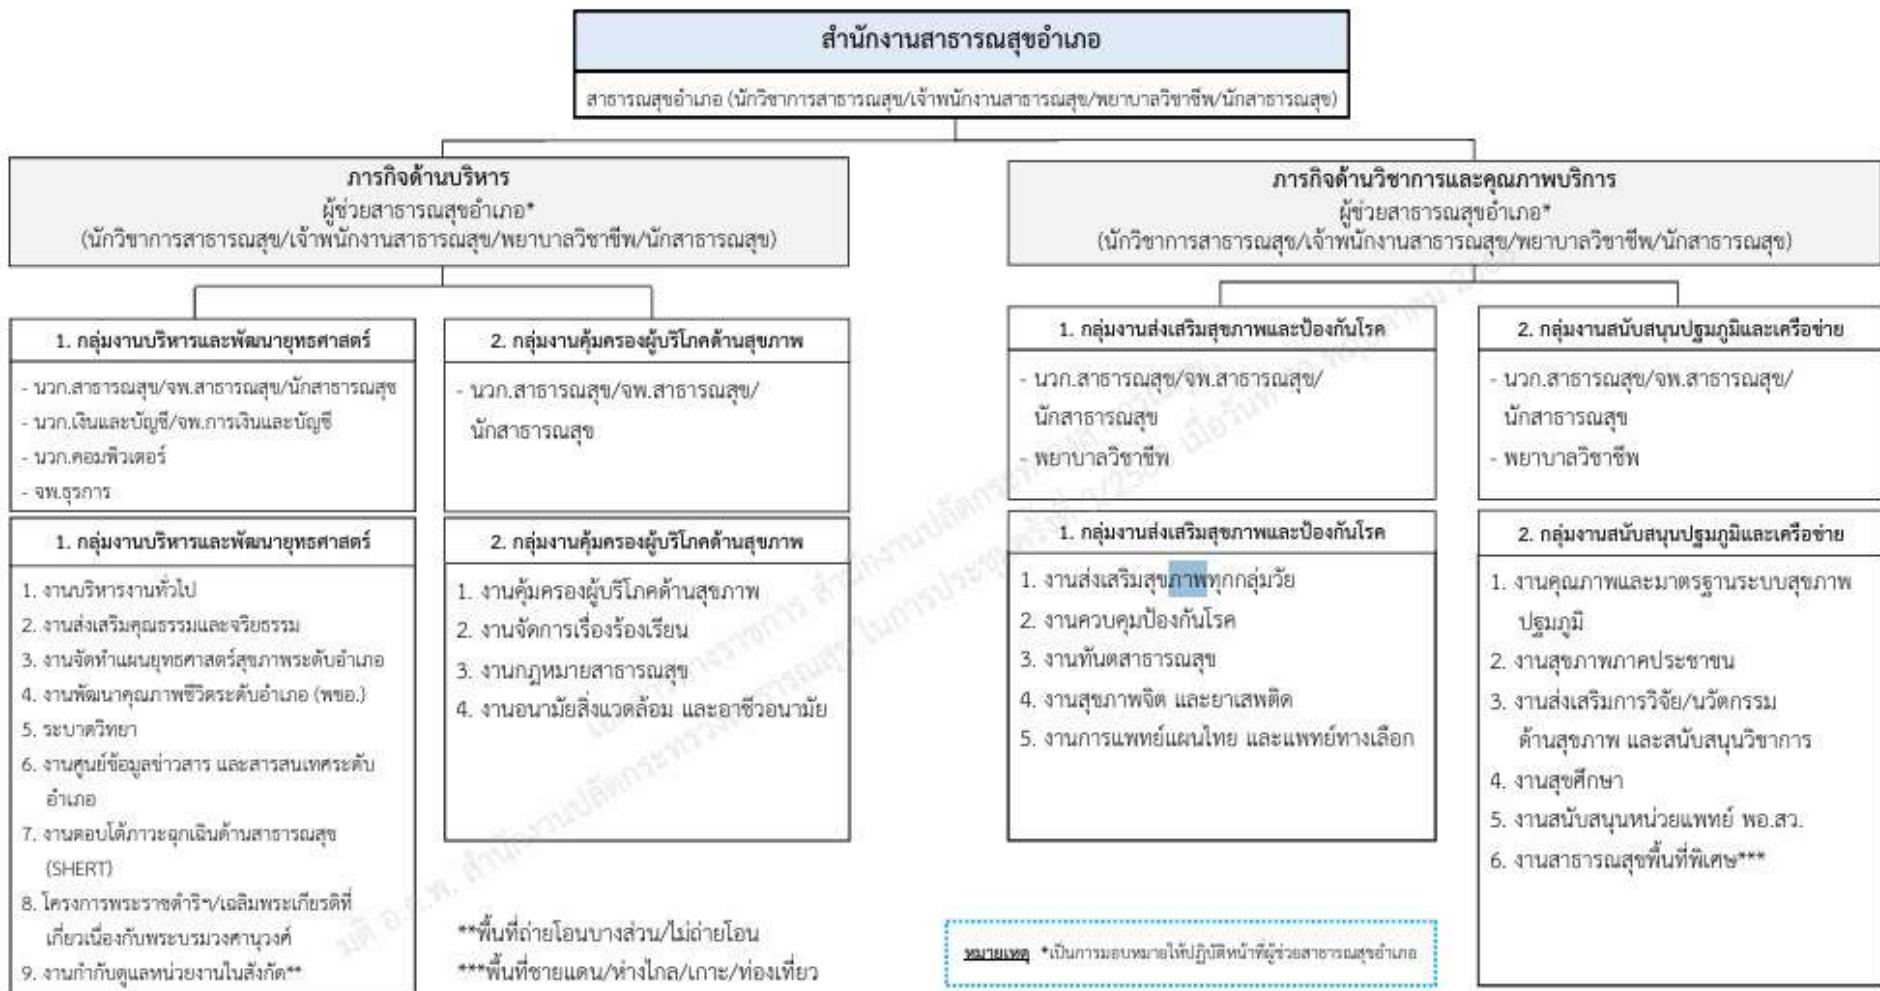 สำนักงานสาธารณสุขอำเภอ
สาธารณสุขอำเภอ (นักวิชาการสาธารณสุข/เจ้าพนักงานสาธารณสุข/พยาบาลวิชาชีพ/นักสาธารณสุข)
ภารกิจด้านบริหาร
ผู้ช่วยสาธารณสุขอำเภอ*
(นักวิชาการสาธารณสุข/เจ้าพนักงานสาธารณสุข/พยาบาลวิชาชีพ/นักสาธารณสุข)
ภารกิจด้านวิชาการและคุณภาพบริการ
ผู้ช่วยสาธารณสุขอำเภอ*
(นักวิชาการสาธารณสุข/เจ้าพนักงานสาธารณสุข/พยาบาลวิชาชีพ/นักสาธารณสุข)
1. กลุ่มงานบริหารและพัฒนายุทธศาสตร์
- นวก.สาธารณสุข/จพ.สาธารณสุข/นักสาธารณสุข
- นวก.เงินและบัญชี/จพ.การเงินและบัญชี
- นวก.คอมพิวเตอร์
- จพ.ธุรการ
2. กลุ่มงานคุ้มครองผู้บริโภคด้านสุขภาพ
- นวก.สาธารณสุข/จพ.สาธารณสุข/
นักสาธารณสุข
1. กลุ่มงานส่งเสริมสุขภาพและป้องกันโรค
- นวก.สาธารณสุข/จพ.สาธารณสุข/
นักสาธารณสุข
- พยาบาลวิชาชีพ
2. กลุ่มงานสนับสนุนปฐมภูมิและเครือข่าย
- นวก.สาธารณสุข/จพ.สาธารณสุข/
นักสาธารณสุข
- พยาบาลวิชาชีพ
1. กลุ่มงานบริหารและพัฒนายุทธศาสตร์
1. งานบริหารงานทั่วไป
2. งานส่งเสริมคุณธรรมและจริยธรรม
3. งานจัดทำแผนยุทธศาสตร์สุขภาพระดับอำเภอ
4. งานพัฒนาคุณภาพชีวิตระดับอำเภอ (พชอ.)
5. ระบาดวิทยา
6. งานศูนย์ข้อมูลข่าวสาร และสารสนเทศระดับ
อำเภอ
7. งานตอบโต้ภาวะฉุกเฉินด้านสาธารณสุข
(SHERT)
8. โครงการพระราชดำริฯ/เฉลิมพระเกียรติที่
เกี่ยวเนื่องกับพระบรมวงศานุวงศ์
9. งานกำกับดูแลหน่วยงานในสังกัด**
2. กลุ่มงานคุ้มครองผู้บริโภคด้านสุขภาพ
1. งานคุ้มครองผู้บริโภคด้านสุขภาพ
2. งานจัดการเรื่องร้องเรียน
3. งานกฎหมายสาธารณสุข
4. งานอนามัยสิ่งแวดล้อม และอาชีวอนามัย
1. กลุ่มงานส่งเสริมสุขภาพและป้องกันโรค
1. งานส่งเสริมสุขภาพทุกกลุ่มวัย
2. งานควบคุมป้องกันโรค
3. งานทันตสาธารณสุข
4. งานสุขภาพจิต และยาเสพติด
5. งานการแพทย์แผนไทย และแพทย์ทางเลือก
2. กลุ่มงานสนับสนุนปฐมภูมิและเครือข่าย
1. งานคุณภาพและมาตรฐานระบบสุขภาพ
ปฐมภูมิ
2. งานสุขภาพภาคประชาชน
3. งานส่งเสริมการวิจัย/นวัตกรรม
ด้านสุขภาพ และสนับสนุนวิชาการ
4. งานสุขศึกษา
5. งานสนับสนุนหน่วยแพทย์ พอ.สว.
6. งานสาธารณสุขพื้นที่พิเศษ***
**พื้นที่ถ่ายโอนบางส่วน/ไม่ถ่ายโอน
***พื้นที่ชายแดน/ห่างไกล/เกาะ/ท่องเที่ยว
หมายเหตุ *เป็นการมอบหมายให้ปฏิบัติหน้าที่ผู้ช่วยสาธารณสุขอำเภอ